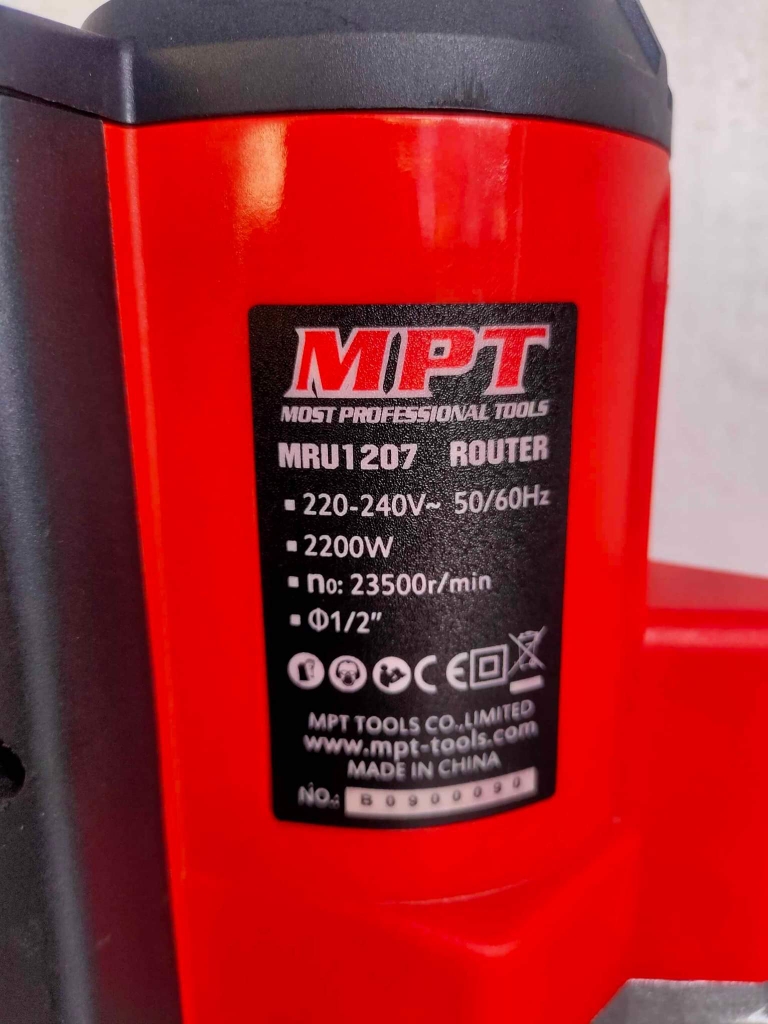 MPT
MOST PROFESSIONAL TOOLS
MRU1207 ROUTER
▪ 220-240V~ 50/60Hz
▪ 2200W
▪ n₀: 23500r/min
▪ Φ1/2"
CE
MPT TOOLS CO.,LIMITED
www.mpt-tools.com
MADE IN CHINA
NO.: B0900090